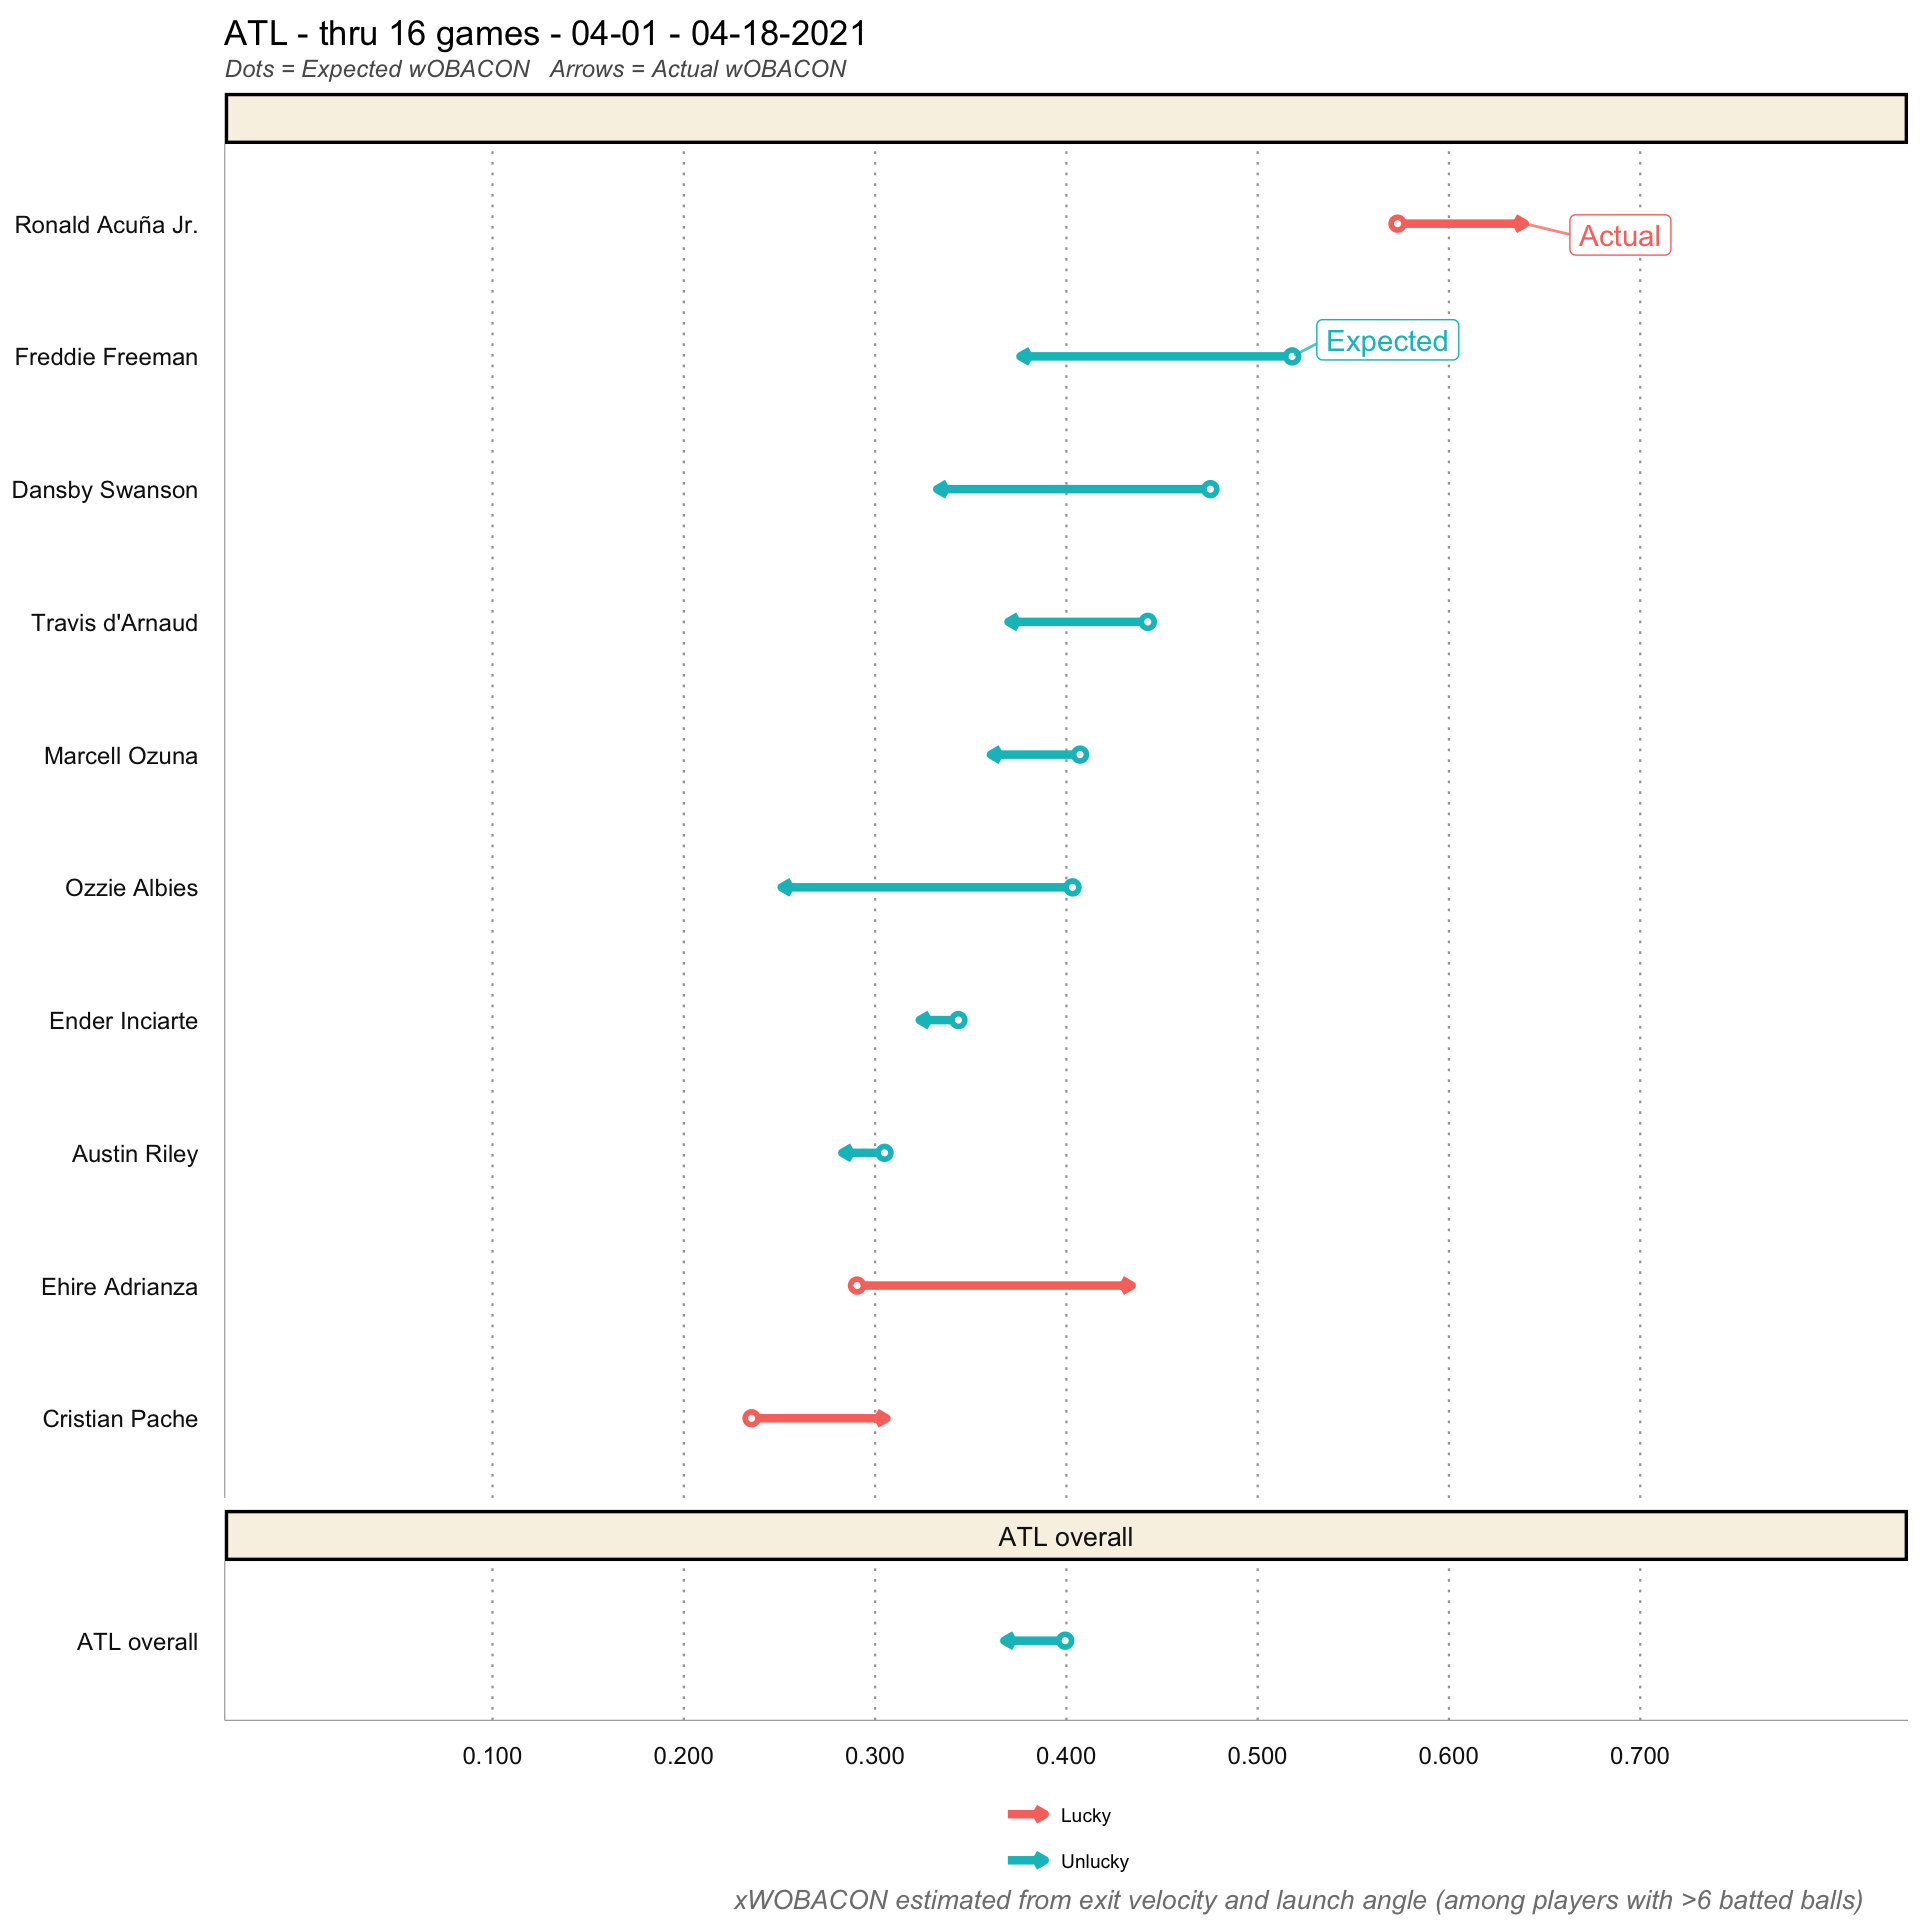 ATL - thru 16 games - 04-01 - 04-18-2021
Dots = Expected wOBACON   Arrows = Actual wOBACON
Ronald Acuña Jr.
Actual
Freddie Freeman
Expected
Dansby Swanson
Travis d'Arnaud
Marcell Ozuna
Ozzie Albies
Ender Inciarte
Austin Riley
Ehire Adrianza
Cristian Pache
ATL overall
ATL overall
0.100 0.200 0.300 0.400 0.500 0.600 0.700
Lucky
Unlucky
xWOBACON estimated from exit velocity and launch angle (among players with >6 batted balls)